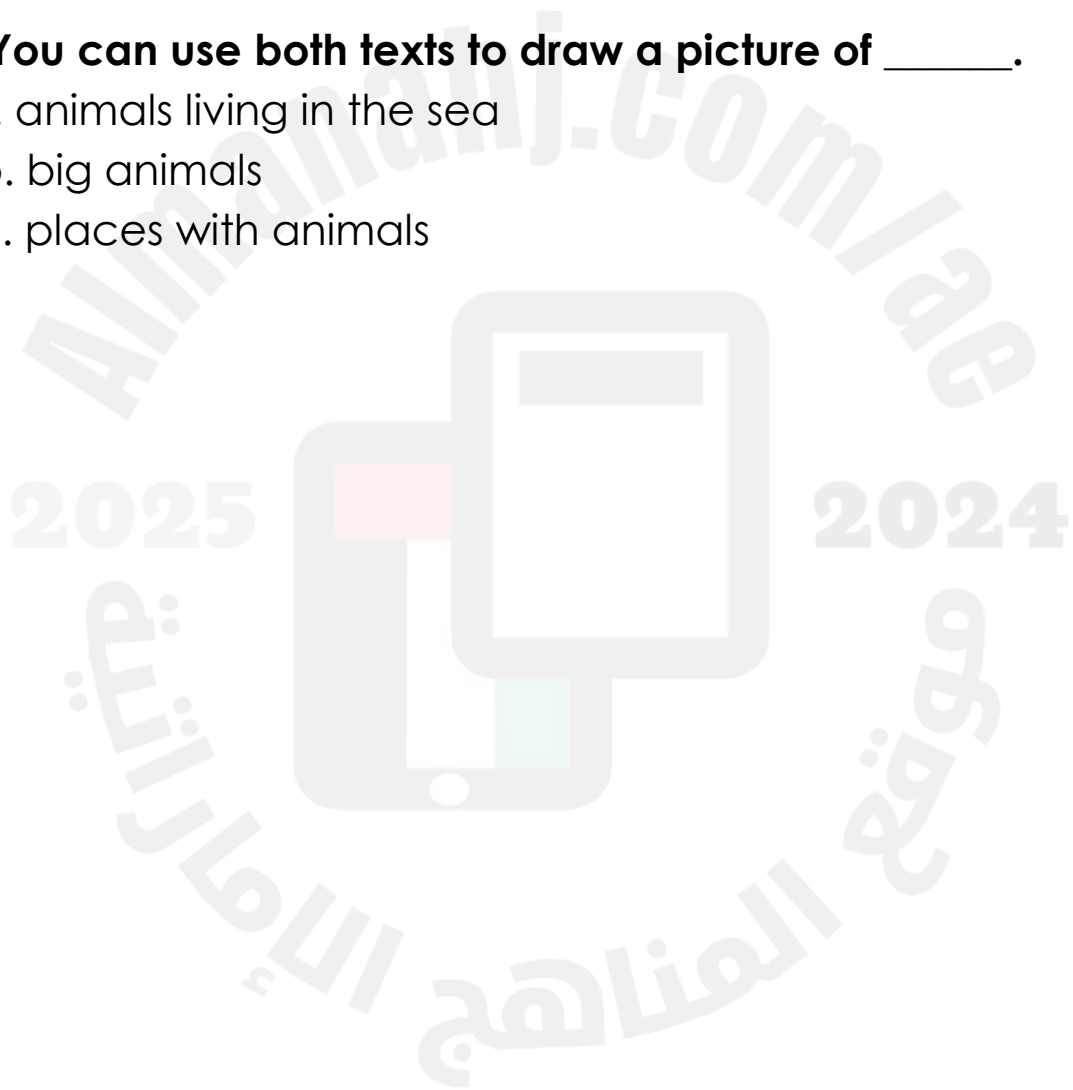 You can use both texts to draw a picture of ______.
. animals living in the sea
. big animals
. places with animals
Almanahj.com/ae
2025
2024
موقع المناهج الإماراتية